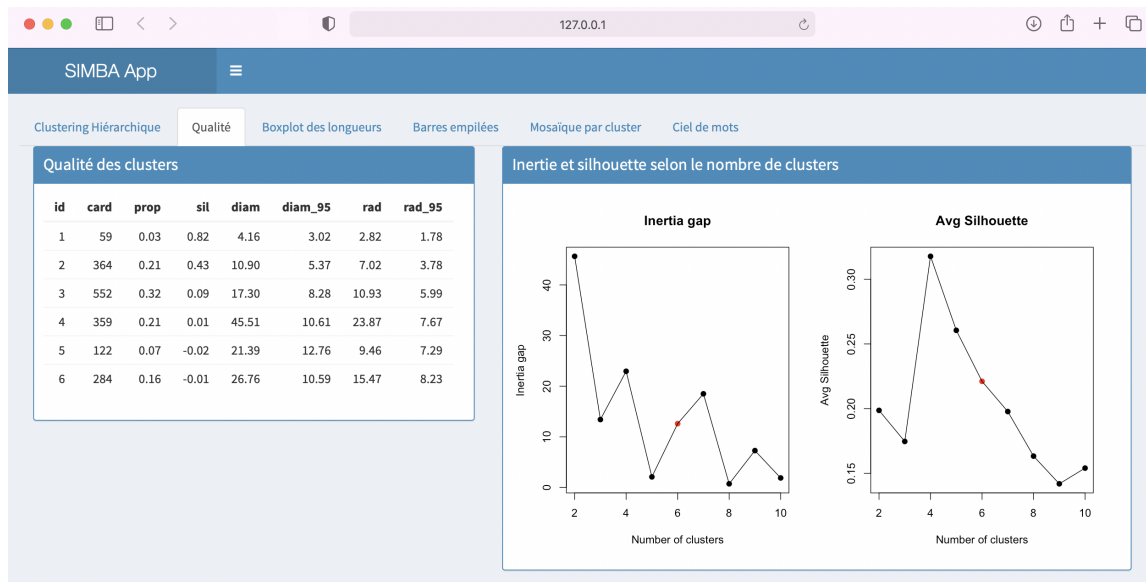 127.0.0.1
SIMBA App
Clustering Hiérarchique Qualité Boxplot des longueurs Barres empilées Mosaïque par cluster Ciel de mots
Qualité des clusters
id card prop sil diam diam_95 rad rad_95
1 59 0.03 0.82 4.16 3.02 2.82 1.78
2 364 0.21 0.43 10.90 5.37 7.02 3.78
3 552 0.32 0.09 17.30 8.28 10.93 5.99
4 359 0.21 0.01 45.51 10.61 23.87 7.67
5 122 0.07 -0.02 21.39 12.76 9.46 7.29
6 284 0.16 -0.01 26.76 10.59 15.47 8.23
Inertie et silhouette selon le nombre de clusters
Inertia gap
Inertia gap
40
30
20
10
0
2 4 6 8 10
Number of clusters
Avg Silhouette
Avg Silhouette
0.30
0.25
0.20
0.15
2 4 6 8 10
Number of clusters